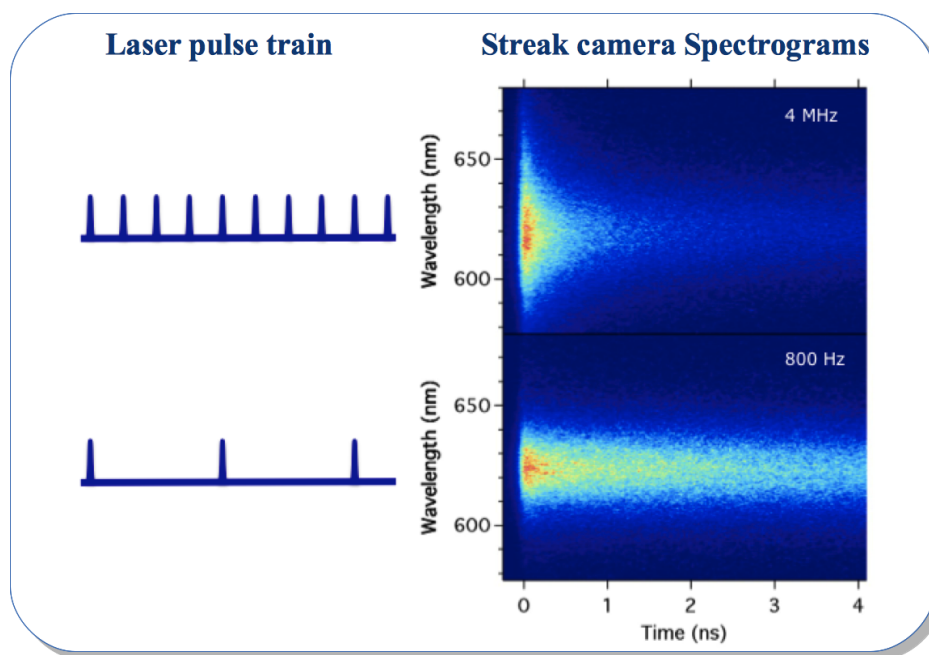 Laser pulse train
Streak camera Spectrograms
4 MHz
Wavelength (nm)
650
600
800 Hz
Wavelength (nm)
650
600
0 1 2 3 4
Time (ns)